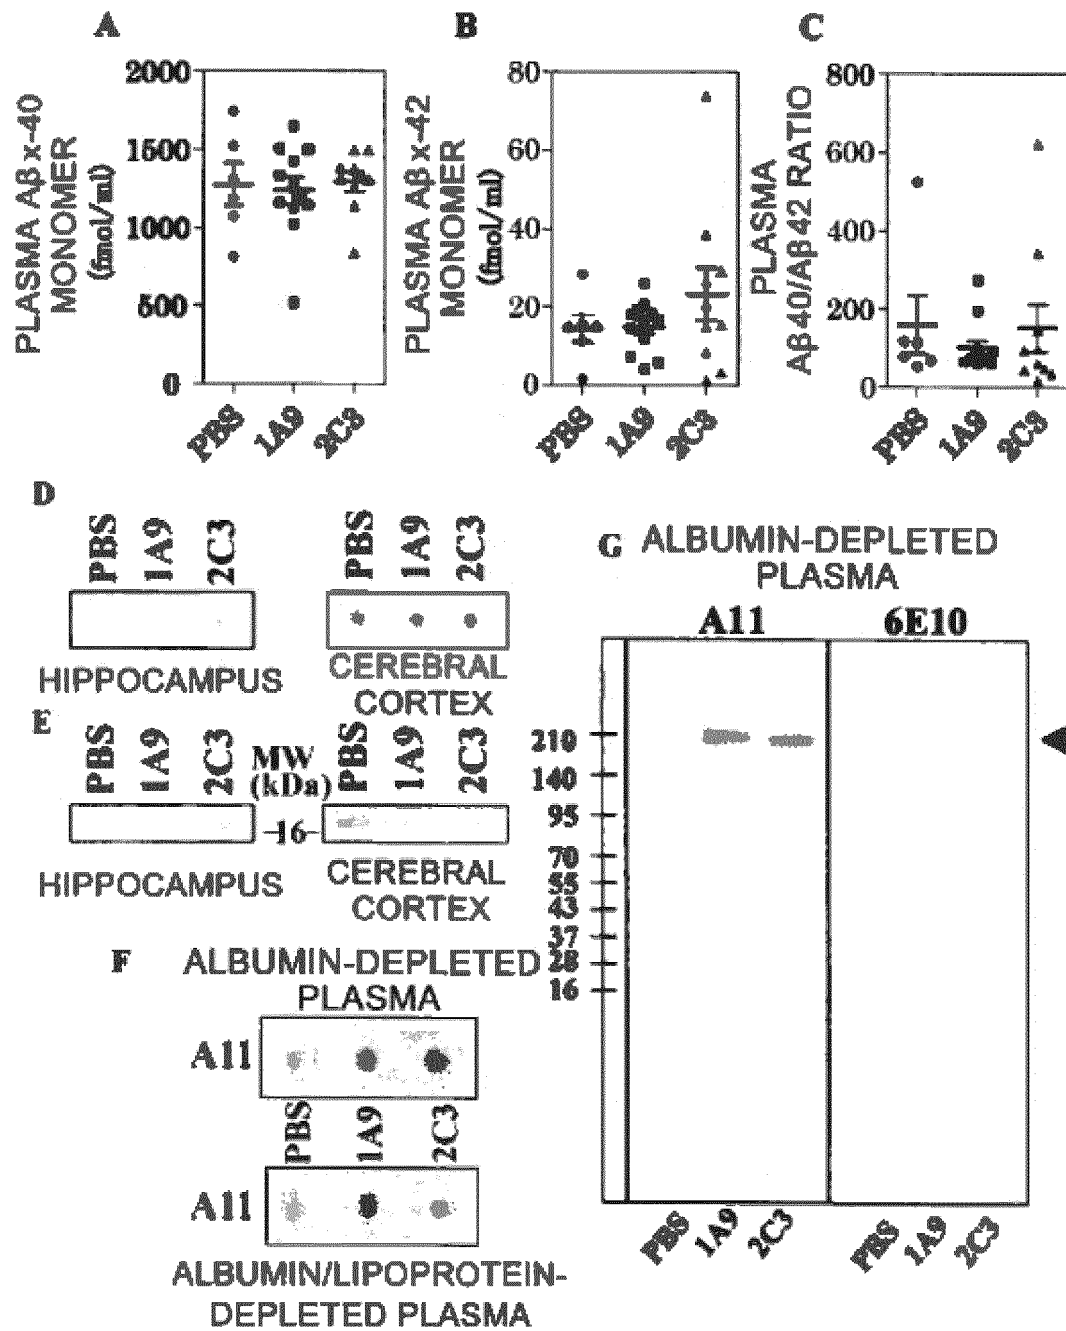 A
PLASMA Aβ x-40
MONOMER
(fmol/ml)
2000
1500
1000
500
0
PBS
1A9
2C3
B
PLASMA Aβ x-42
MONOMER
(fmol/ml)
80
60
40
20
0
PBS
1A9
2C3
C
PLASMA
Aβ40/Aβ42 RATIO
800
600
400
200
0
PBS
1A9
2C3
D
PBS
1A9
2C3
HIPPOCAMPUS
PBS
1A9
2C3
CEREBRAL
CORTEX
E
PBS
1A9
2C3
HIPPOCAMPUS
MW
(kDa)
16
PBS
1A9
2C3
CEREBRAL
CORTEX
F
ALBUMIN-DEPLETED
PLASMA
A11
PBS
1A9
2C3
A11
ALBUMIN/LIPOPROTEIN-
DEPLETED PLASMA
G
ALBUMIN-DEPLETED
PLASMA
A11
6E10
210
140
95
70
55
43
37
28
16
PBS
1A9
2C3
PBS
1A9
2C3